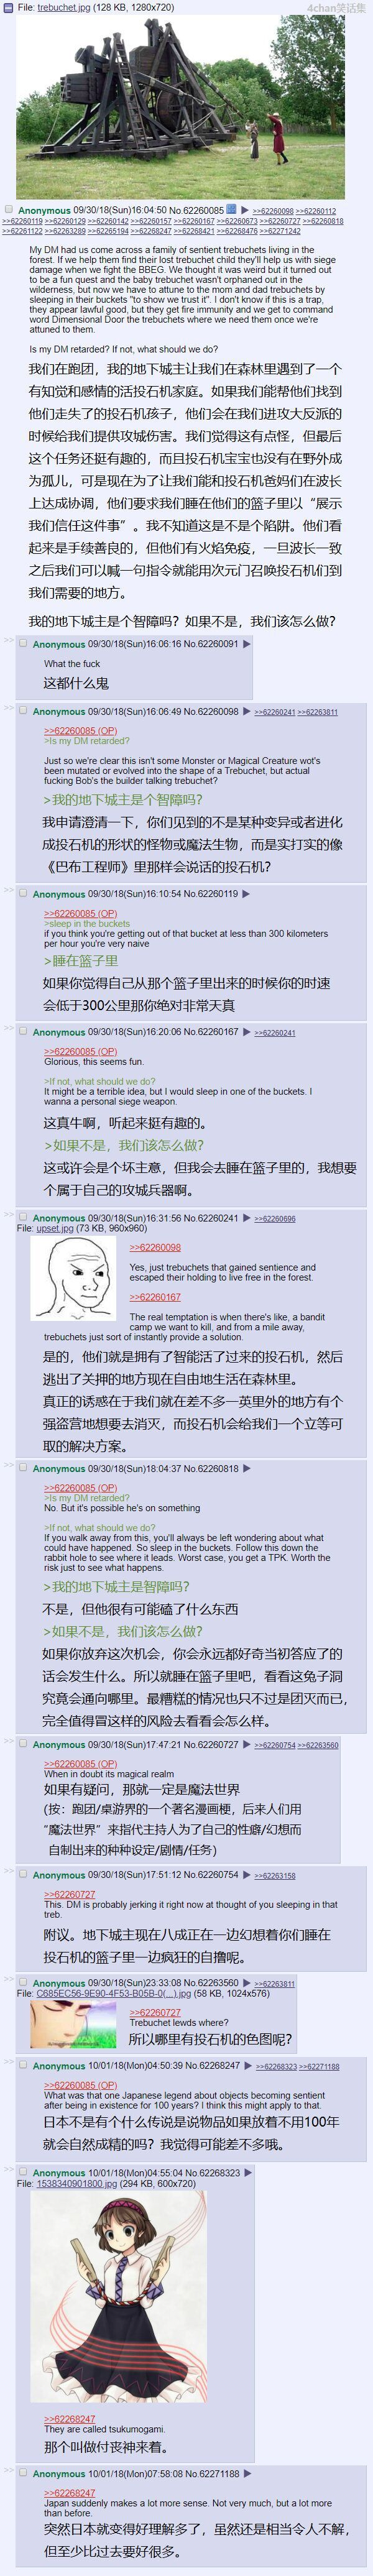 File: trebuchet.jpg (128 KB, 1280x720)
4chan笑话集
Anonymous 09/30/18(Sun)16:04:50 No.62260085 ▶ >>62260098 >>62260112
>>62260119 >>62260129 >>62260142 >>62260157 >>62260167 >>62260673 >>62260727 >>62260818
>>62261122 >>62263289 >>62265194 >>62268247 >>62268421 >>62268476 >>62271242
My DM had us come across a family of sentient trebuchets living in the
forest. If we help them find their lost trebuchet child they'll help us with siege
damage when we fight the BBEG. We thought it was weird but it turned out
to be a fun quest and the baby trebuchet wasn't orphaned out in the
wilderness, but now we have to attune to the mom and dad trebuchets by
sleeping in their buckets "to show we trust it". I don't know if this is a trap,
they appear lawful good, but they get fire immunity and we get to command
word Dimensional Door the trebuchets where we need them once we're
attuned to them.
Is my DM retarded? If not, what should we do?
我们在跑团，我的地下城主让我们在森林里遇到了一个
有知觉和感情的活投石机家庭。如果我们能帮他们找到
他们走失了的投石机孩子，他们会在我们进攻大反派的
时候给我们提供攻城伤害。我们觉得这有点怪，但最后
这个任务还挺有趣的，而且投石机宝宝也没有在野外成
为孤儿，可是现在为了让我们能和投石机爸妈们在波长
上达成协调，他们要求我们睡在他们的篮子里以“展示
我们信任这件事”。我不知道这是不是个陷阱。他们看
起来是手续善良的，但他们有火焰免疫，一旦波长一致
之后我们可以喊一句指令就能用次元门召唤投石机们到
我们需要的地方。
我的地下城主是个智障吗？如果不是，我们该怎么做？
>> Anonymous 09/30/18(Sun)16:06:16 No.62260091 ▶
What the fuck
这都什么鬼
>> Anonymous 09/30/18(Sun)16:06:49 No.62260098 ▶ >>62260241 >>62263811
>>62260085 (OP)
>Is my DM retarded?
Just so we're clear this isn't some Monster or Magical Creature wot's
been mutated or evolved into the shape of a Trebuchet, but actual
fucking Bob's the builder talking trebuchet?
>我的地下城主是个智障吗？
我申请澄清一下，你们见到的不是某种变异或者进化
成投石机的形状的怪物或魔法生物，而是实打实的像
《巴布工程师》里那样会说话的投石机？
>> Anonymous 09/30/18(Sun)16:10:54 No.62260119 ▶
>>62260085 (OP)
>sleep in the buckets
if you think you're getting out of that bucket at less than 300 kilometers
per hour you're very naive
>睡在篮子里
如果你觉得自己从那个篮子里出来的时候你的时速
会低于300公里那你绝对非常天真
>> Anonymous 09/30/18(Sun)16:20:06 No.62260167 ▶ >>62260241
>>62260085 (OP)
Glorious, this seems fun.
>If not, what should we do?
It might be a terrible idea, but I would sleep in one of the buckets. I
wanna a personal siege weapon.
这真牛啊，听起来挺有趣的。
>如果不是，我们该怎么做？
这或许会是个坏主意，但我会去睡在篮子里的，我想要
个属于自己的攻城兵器啊。
>> Anonymous 09/30/18(Sun)16:31:56 No.62260241 ▶ >>62260696
File: upset.jpg (73 KB, 960x960)
>>62260098
Yes, just trebuchets that gained sentience and
escaped their holding to live free in the forest.
>>62260167
The real temptation is when there's like, a bandit
camp we want to kill, and from a mile away,
trebuchets just sort of instantly provide a solution.
是的，他们就是拥有了智能活了过来的投石机，然后
逃出了关押的地方现在自由地生活在森林里。
真正的诱惑在于我们就在差不多一英里外的地方有个
强盗营地想要去消灭，而投石机会给我们一个立等可
取的解决方案。
>> Anonymous 09/30/18(Sun)18:04:37 No.62260818 ▶
>>62260085 (OP)
>Is my DM retarded?
No. But it's possible he's on something
>If not, what should we do?
If you walk away from this, you'll always be left wondering about what
could have happened. So sleep in the buckets. Follow this down the
rabbit hole to see where it leads. Worst case, you get a TPK. Worth the
risk just to see what happens.
>我的地下城主是智障吗？
不是，但他很有可能磕了什么东西
>如果不是，我们该怎么做？
如果你放弃这次机会，你会永远都好奇当初答应了的
话会发生什么。所以就睡在篮子里吧，看看这兔子洞
究竟会通向哪里。最糟糕的情况也只不过是团灭而已，
完全值得冒这样的风险去看看会怎么样。
>> Anonymous 09/30/18(Sun)17:47:21 No.62260727 ▶ >>62260754 >>62263560
>>62260085 (OP)
When in doubt its magical realm
如果有疑问，那就一定是魔法世界
(按：跑团/桌游界的一个著名漫画梗，后来人们用
“魔法世界”来指代主持人为了自己的性癖/幻想而
自制出来的种种设定/剧情/任务)
>> Anonymous 09/30/18(Sun)17:51:12 No.62260754 ▶ >>62263158
>>62260727
This. DM is probably jerking it right now at thought of you sleeping in that
treb.
附议。地下城主现在八成正在一边幻想着你们睡在
投石机的篮子里一边疯狂的自撸呢。
>> Anonymous 09/30/18(Sun)23:33:08 No.62263560 ▶ >>62263811
File: C685EC56-9E90-4F53-B05B-0(...).jpg (58 KB, 1024x576)
>>62260727
Trebuchet lewds where?
所以哪里有投石机的色图呢？
>> Anonymous 10/01/18(Mon)04:50:39 No.62268247 ▶ >>62268323 >>62271188
>>62260085 (OP)
What was that one Japanese legend about objects becoming sentient
after being in existence for 100 years? I think this might apply to that.
日本不是有个什么传说是说物品如果放着不用100年
就会自然成精的吗？我觉得可能差不多哦。
>> Anonymous 10/01/18(Mon)04:55:04 No.62268323 ▶
File: 1538340901800.jpg (294 KB, 600x720)
>>62268247
They are called tsukumogami.
那个叫做付丧神来着。
>> Anonymous 10/01/18(Mon)07:58:08 No.62271188 ▶
>>62268247
Japan suddenly makes a lot more sense. Not very much, but a lot more
than before.
突然日本就变得好理解多了，虽然还是相当令人不解，
但至少比过去要好很多。